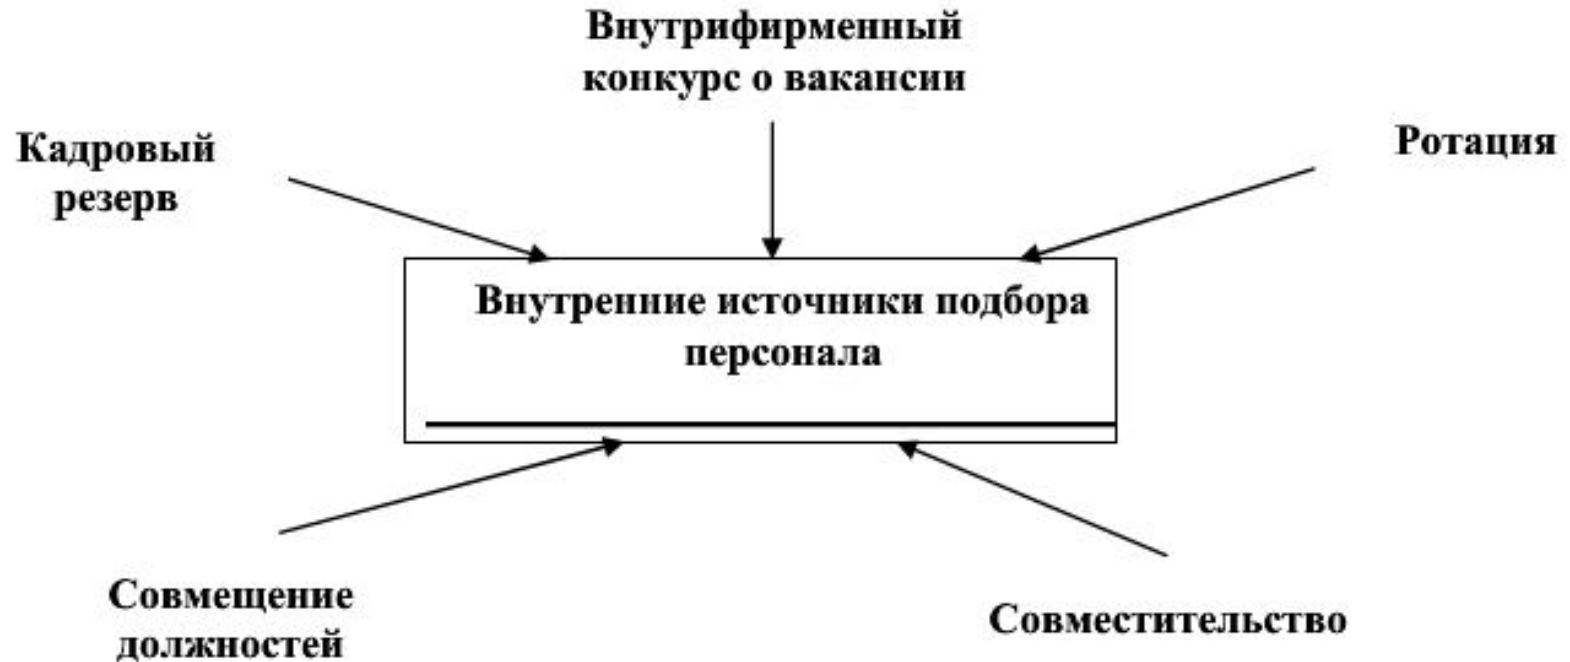 Внутрифирменный
конкурс о вакансии
Кадровый
резерв
Ротация
Внутренние источники подбора
персонала
Совмещение
должностей
Совместительство